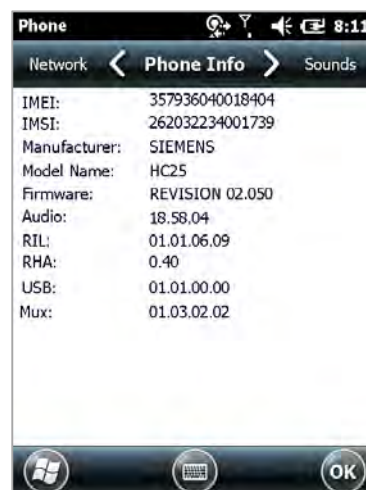 Phone 8:11
Network Phone Info Sounds
IMEI: 357936040018404
IMSI: 262032234001739
Manufacturer: SIEMENS
Model Name: HC25
Firmware: REVISION 02.050
Audio: 18.58.04
RIL: 01.01.06.09
RHA: 0.40
USB: 01.01.00.00
Mux: 01.03.02.02
OK